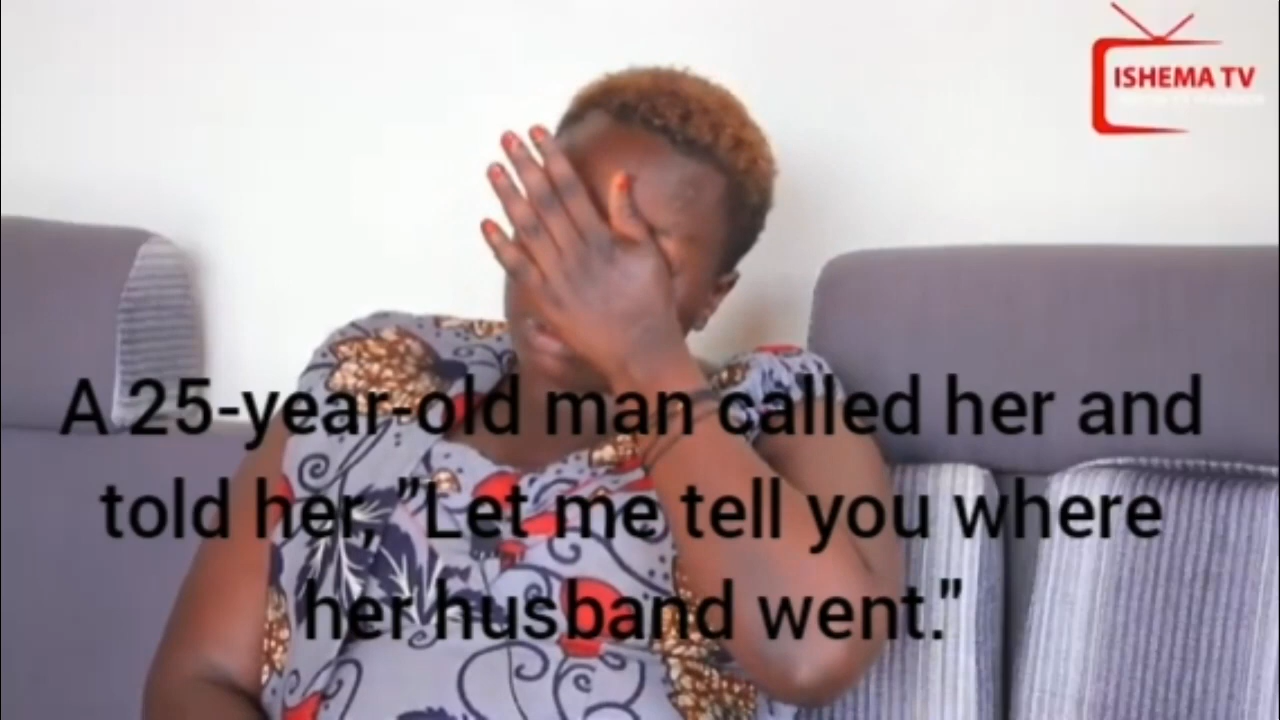 ISHEMA TV
A 25-year-old man called her and
told her, "Let me tell you where
her husband went."